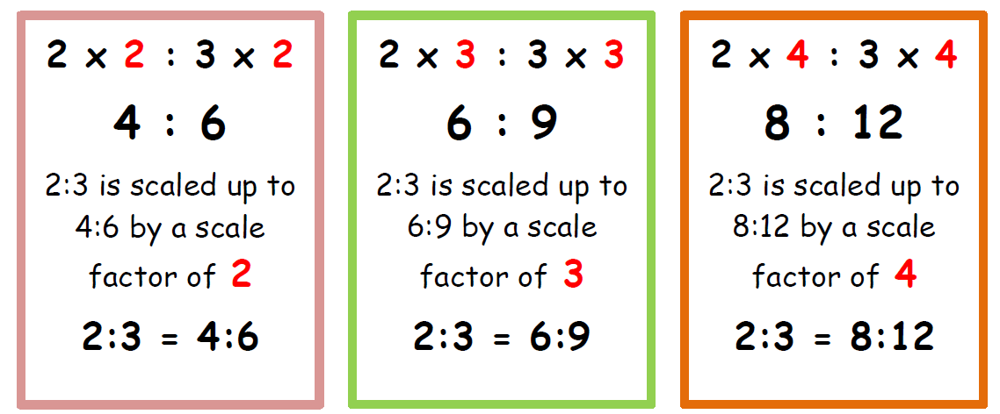 2 x 2 : 3 x 2
4 : 6
2:3 is scaled up to
4:6 by a scale
factor of 2
2:3 = 4:6
2 x 3 : 3 x 3
6 : 9
2:3 is scaled up to
6:9 by a scale
factor of 3
2:3 = 6:9
2 x 4 : 3 x 4
8 : 12
2:3 is scaled up to
8:12 by a scale
factor of 4
2:3 = 8:12